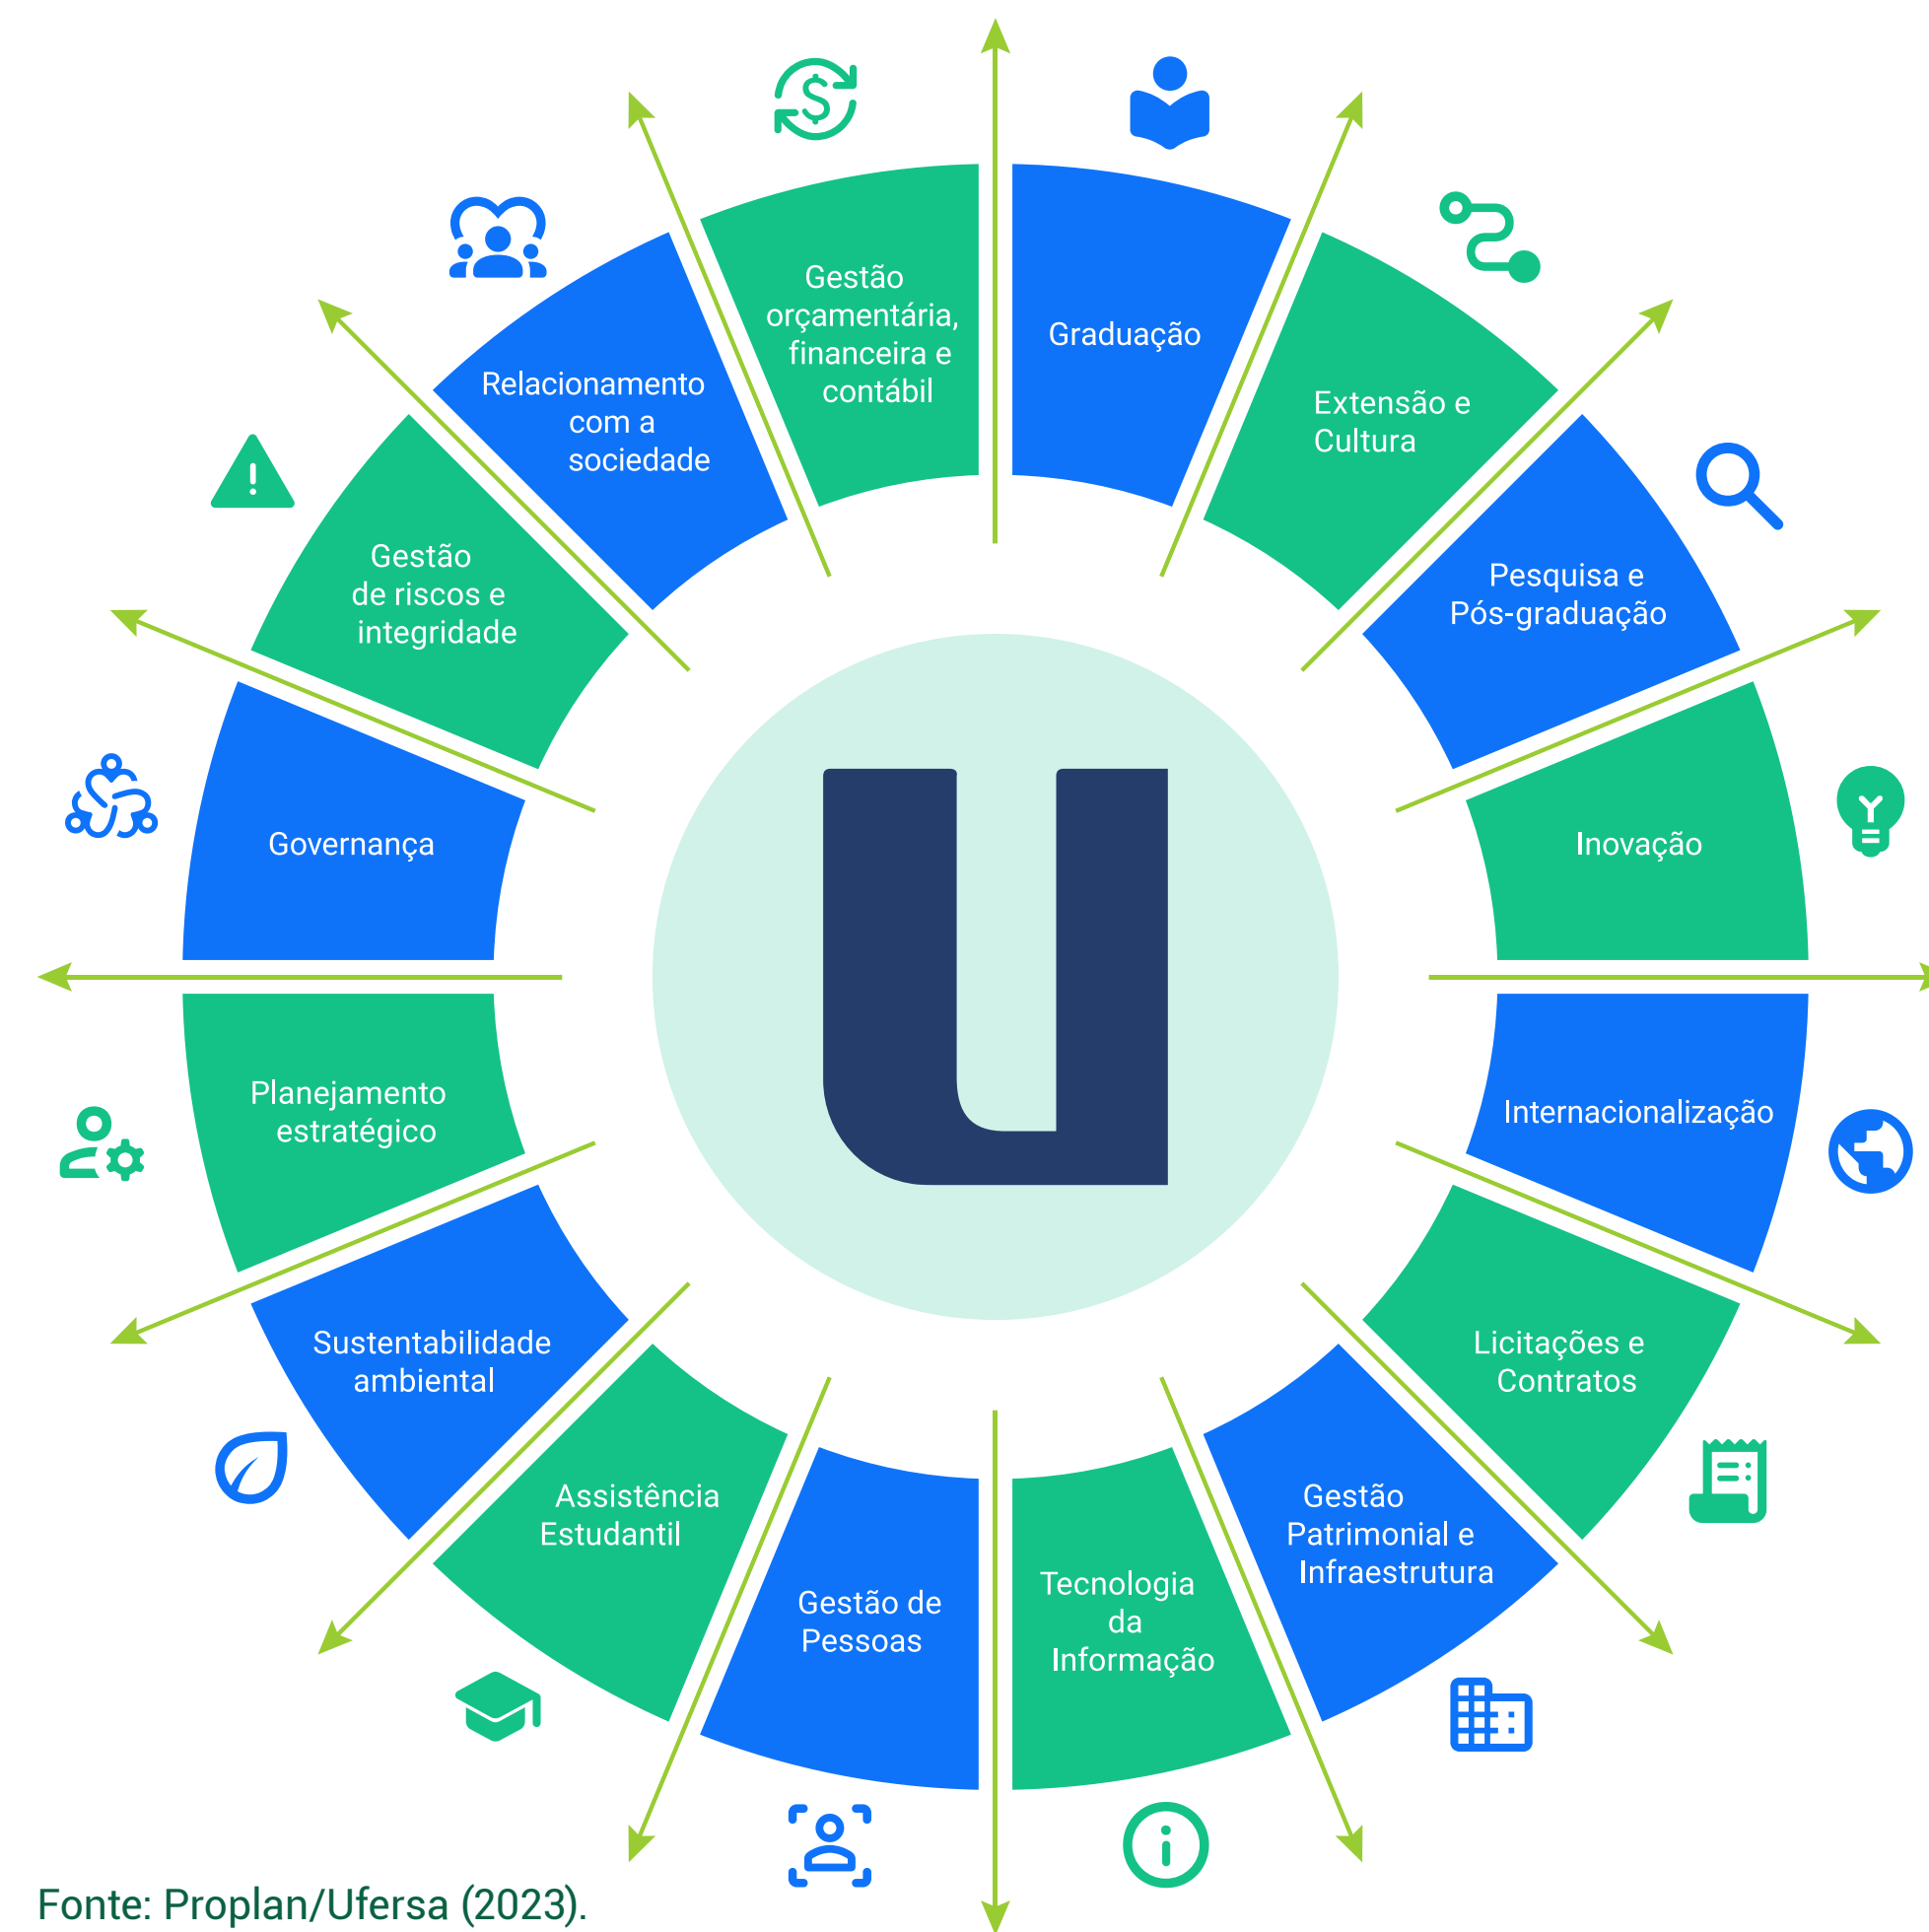 Graduação
Extensão e
Cultura
Pesquisa e
Pós-graduação
Inovação
Internacionalização
Licitações e
Contratos
Gestão
Patrimonial e
Infraestrutura
Tecnologia
da
Informação
Gestão de
Pessoas
Assistência
Estudantil
Sustentabilidade
ambiental
Planejamento
estratégico
Governança
Gestão
de riscos e
integridade
Relacionamento
com a
sociedade
Gestão
orçamentária,
financeira e
contábil
U
Fonte: Proplan/Ufersa (2023).